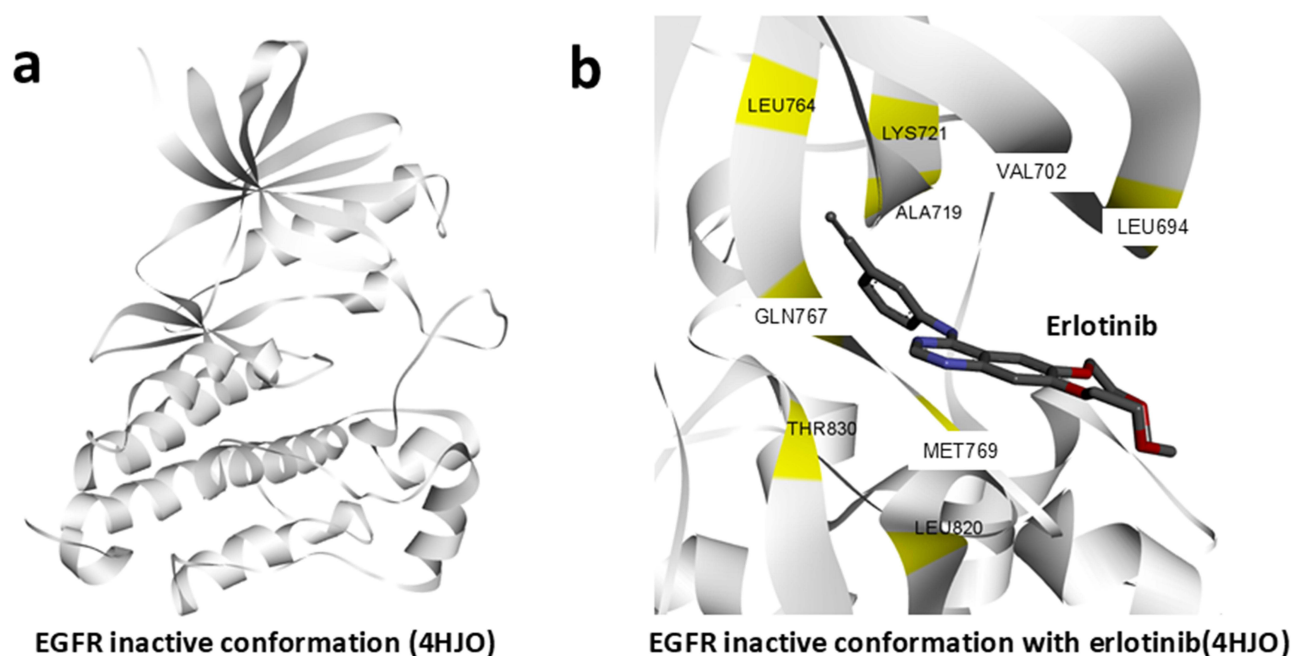 a
b
LEU764
LYS721
VAL702
ALA719
LEU694
GLN767
Erlotinib
THR830
MET769
LEU820
EGFR inactive conformation (4HJO)
EGFR inactive conformation with erlotinib(4HJO)